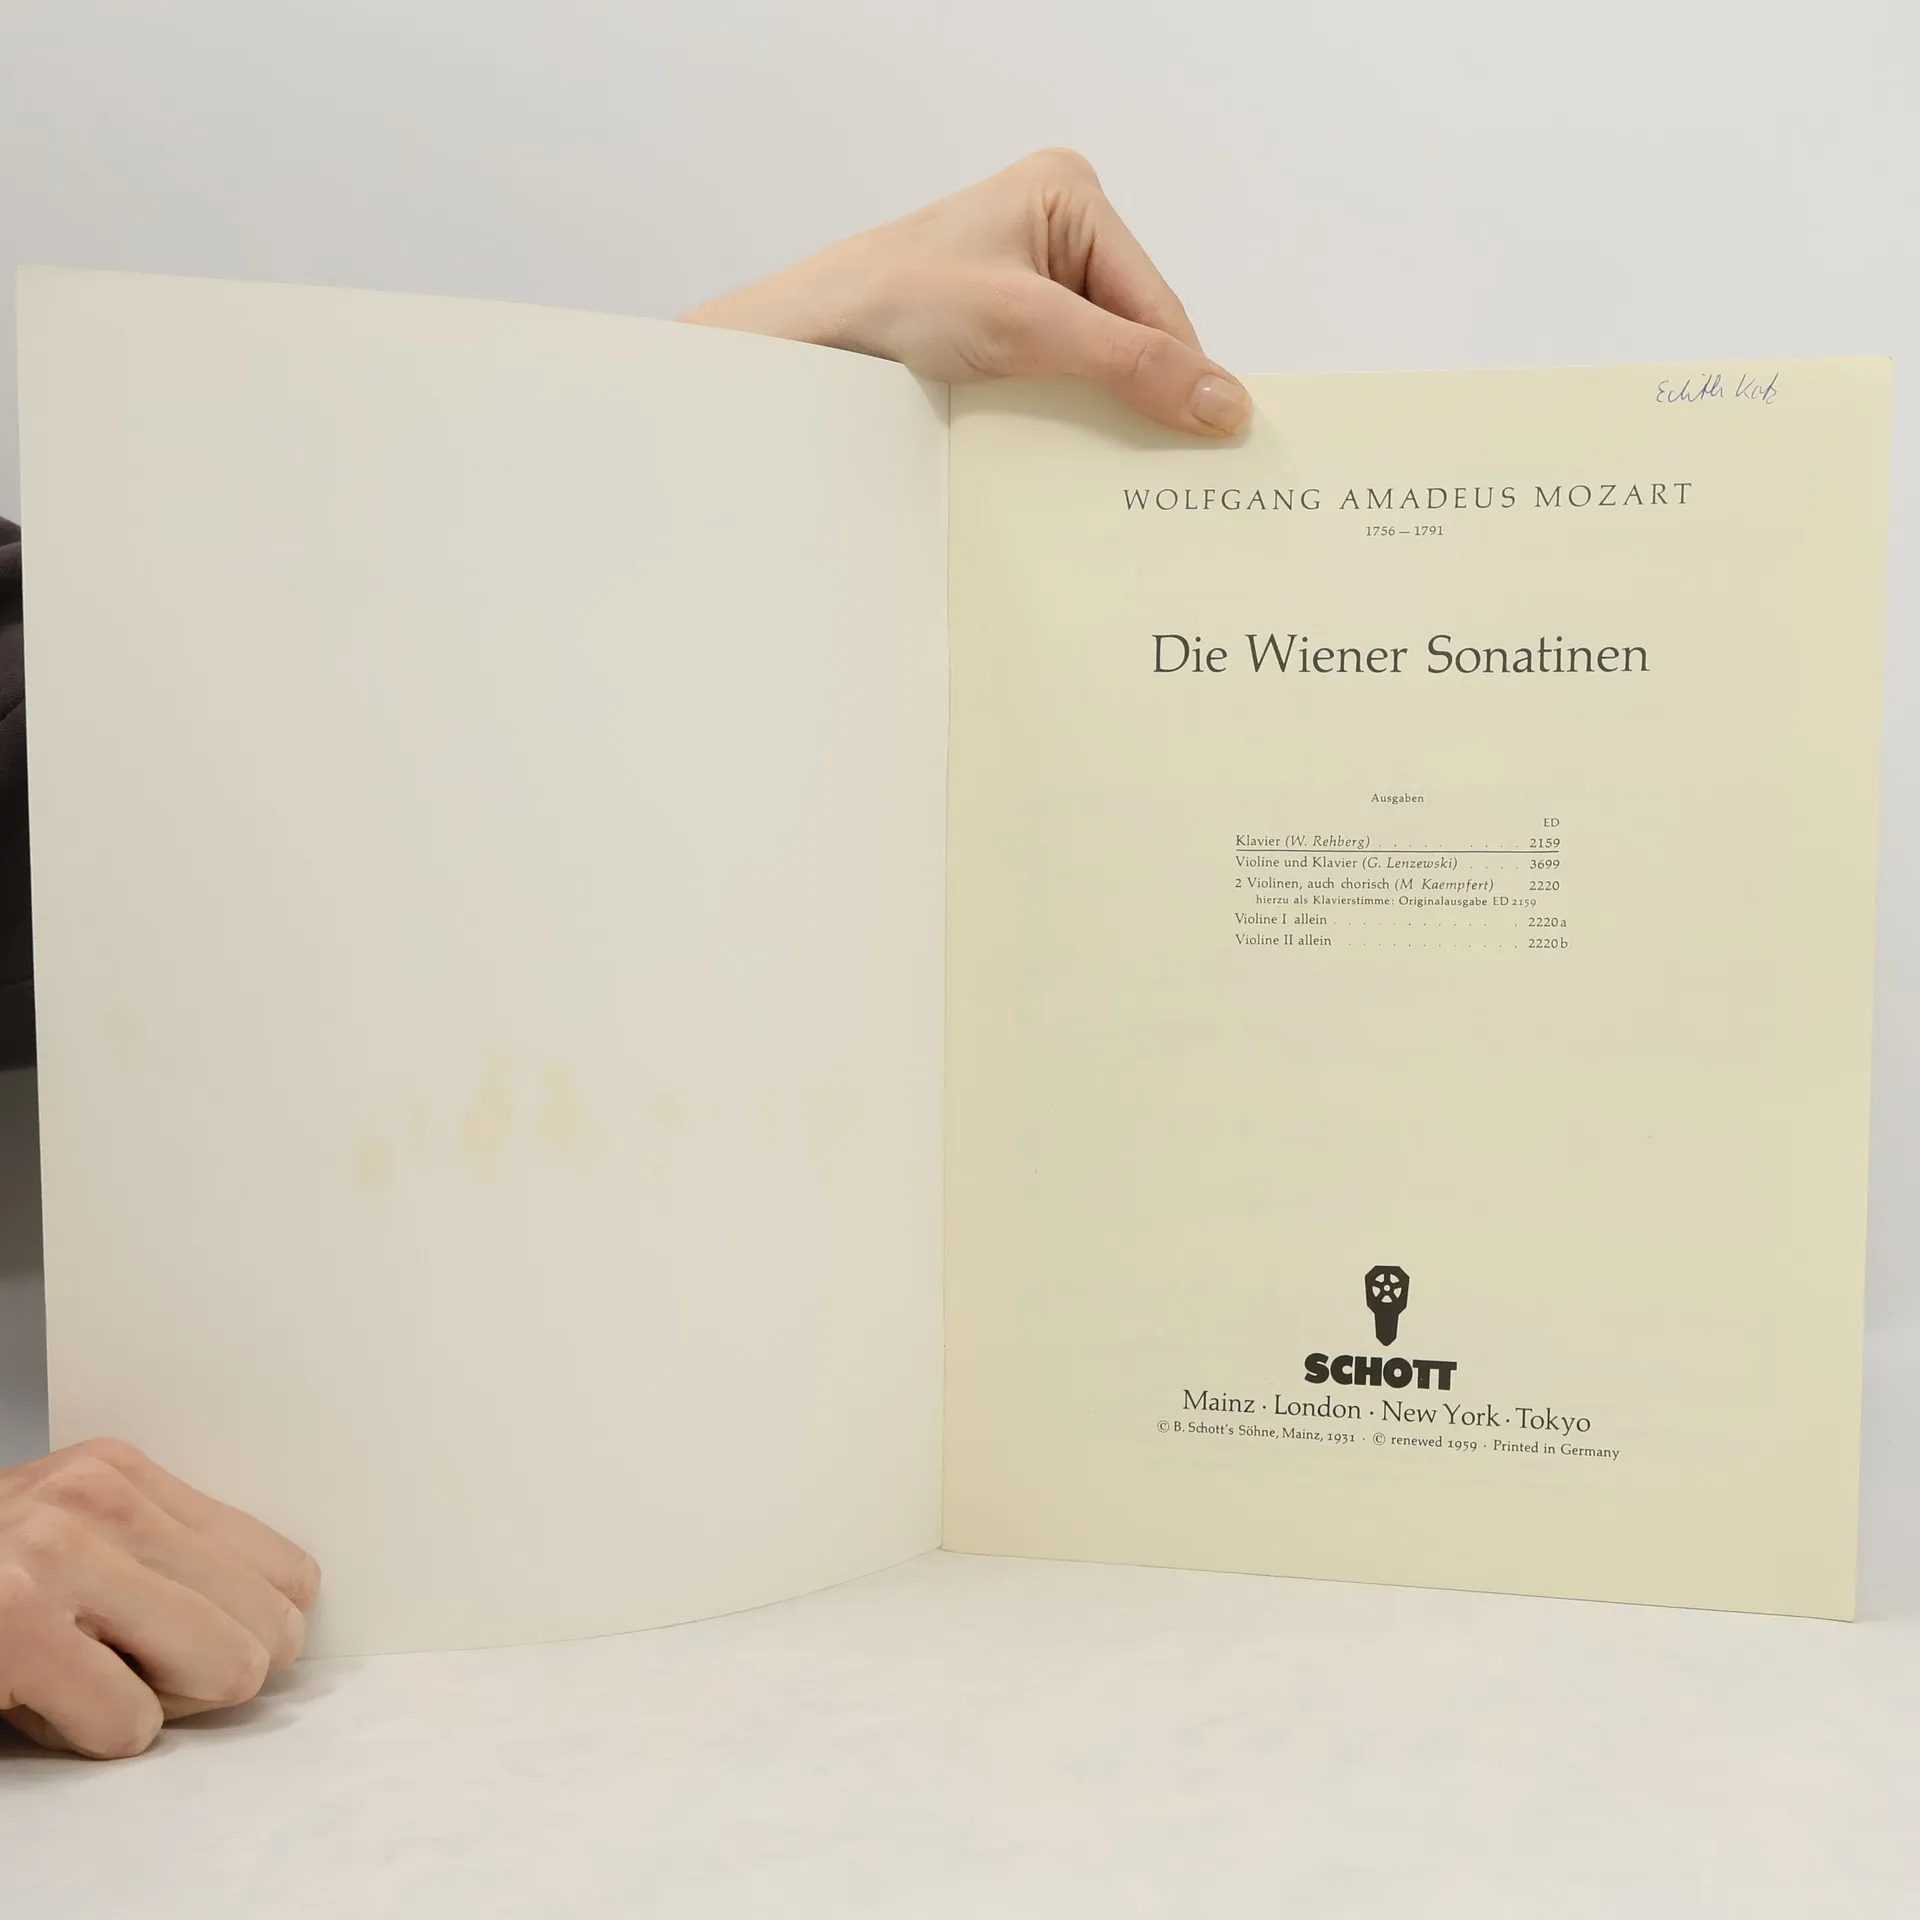 Edith Katz
WOLFGANG AMADEUS MOZART
1756 – 1791
Die Wiener Sonatinen
Ausgaben
ED
Klavier (W. Rehberg) . . . . . . . . . 2159
Violine und Klavier (G. Lenzewski) . . . . 3699
2 Violinen, auch chorisch (M Kaempfert) 2220
hierzu als Klavierstimme: Originalausgabe ED 2159
Violine I allein . . . . . . . . . . . . . 2220a
Violine II allein . . . . . . . . . . . . 2220b
SCHOTT
Mainz · London · New York · Tokyo
© B. Schott's Söhne, Mainz, 1931 · © renewed 1959 · Printed in Germany